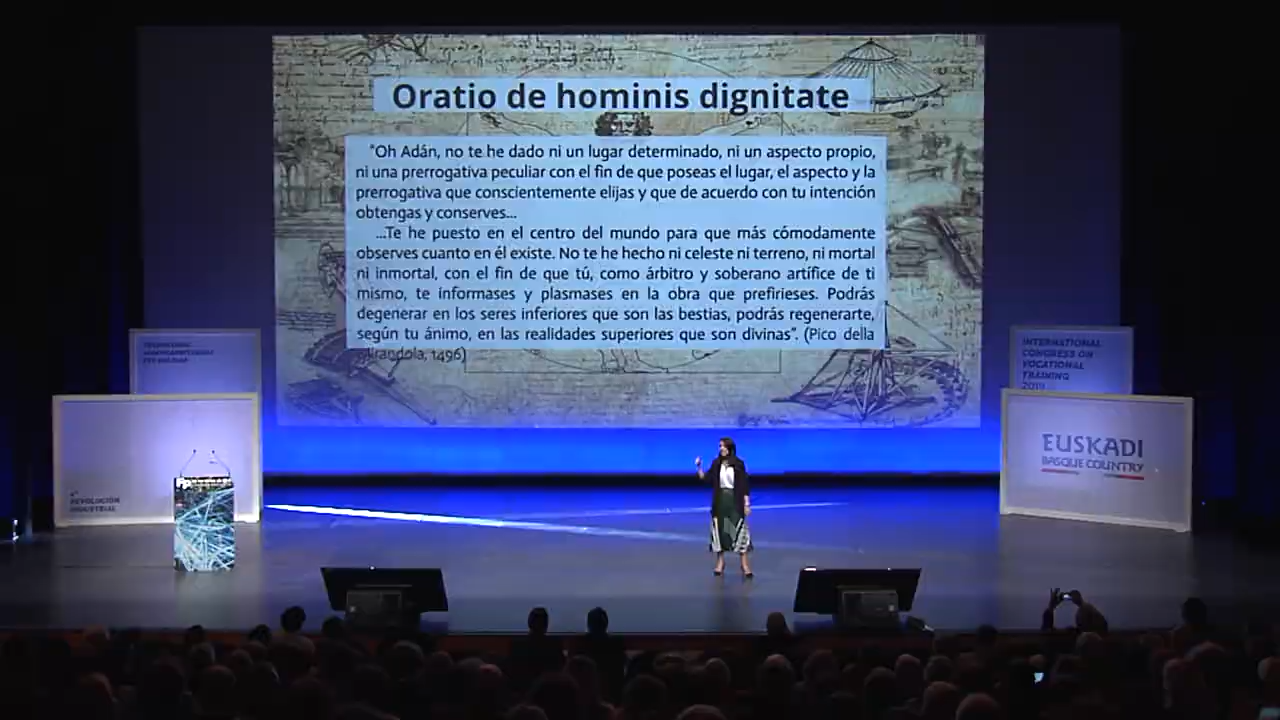 Oratio de hominis dignitate
"Oh Adán, no te he dado ni un lugar determinado, ni un aspecto propio,
ni una prerrogativa peculiar con el fin de que poseas el lugar, el aspecto y la
prerrogativa que conscientemente elijas y que de acuerdo con tu intención
obtengas y conserves...
...Te he puesto en el centro del mundo para que más cómodamente
observes cuanto en él existe. No te he hecho ni celeste ni terreno, ni mortal
ni inmortal, con el fin de que tú, como árbitro y soberano artífice de ti
mismo, te informases y plasmases en la obra que prefirieses. Podrás
degenerar en los seres inferiores que son las bestias, podrás regenerarte,
según tu ánimo, en las realidades superiores que son divinas". (Pico della
Mirandola, 1496)
INTERNATIONAL
CONGRESS ON
VOCATIONAL
TRAINING
2019
EUSKADI
BASQUE COUNTRY
4ª
REVOLUCIÓN
INDUSTRIAL